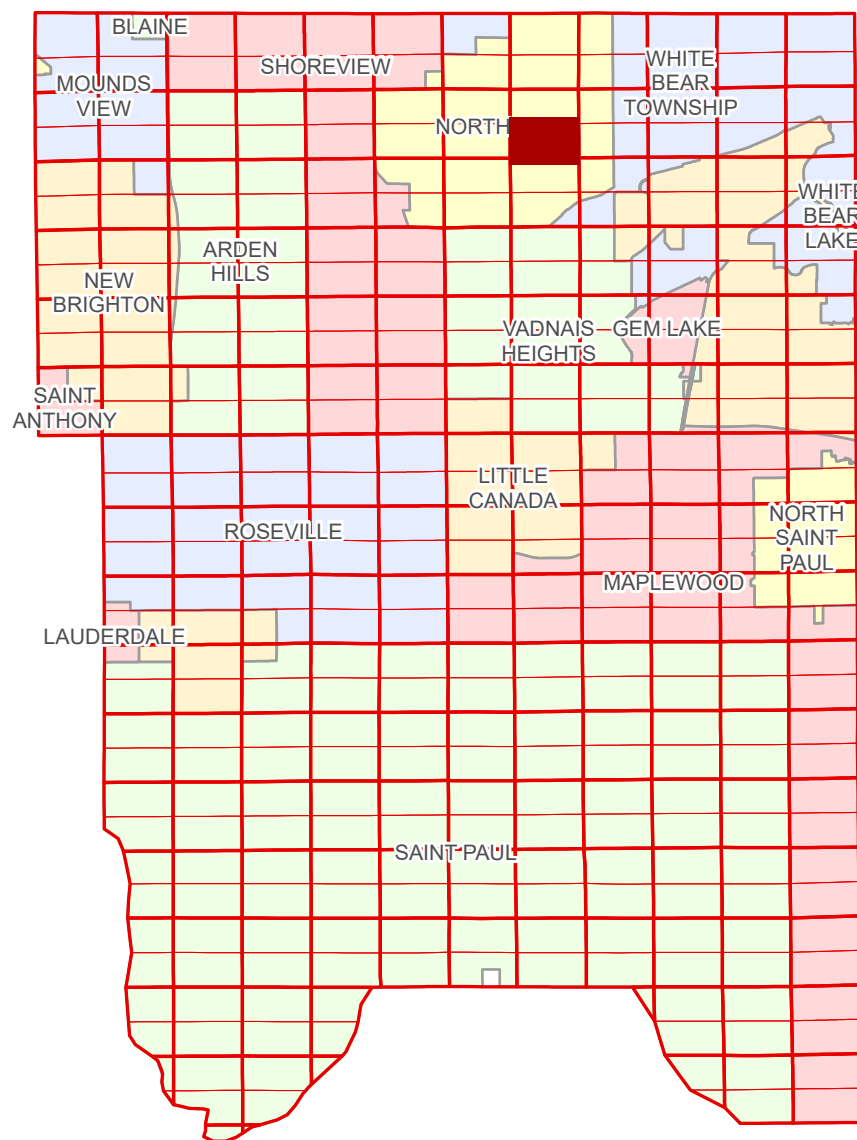 BLAINE
SHOREVIEW
WHITE
BEAR
TOWNSHIP
MOUNDS
VIEW
NORTH
WHITE
BEAR
LAKE
ARDEN
HILLS
NEW
BRIGHTON
VADNAIS
HEIGHTS
GEM LAKE
SAINT
ANTHONY
LITTLE
CANADA
NORTH
SAINT
PAUL
ROSEVILLE
MAPLEWOOD
LAUDERDALE
SAINT PAUL